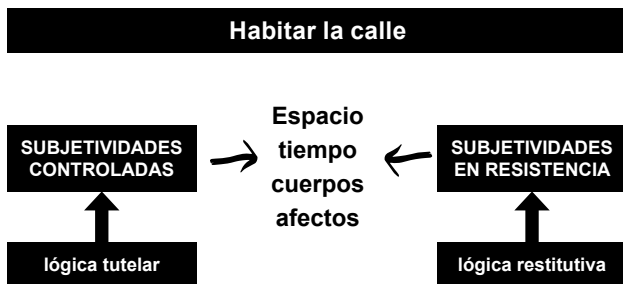 Habitar la calle
SUBJETIVIDADES
CONTROLADAS
Espacio
tiempo
cuerpos
afectos
SUBJETIVIDADES
EN RESISTENCIA
lógica tutelar
lógica restitutiva